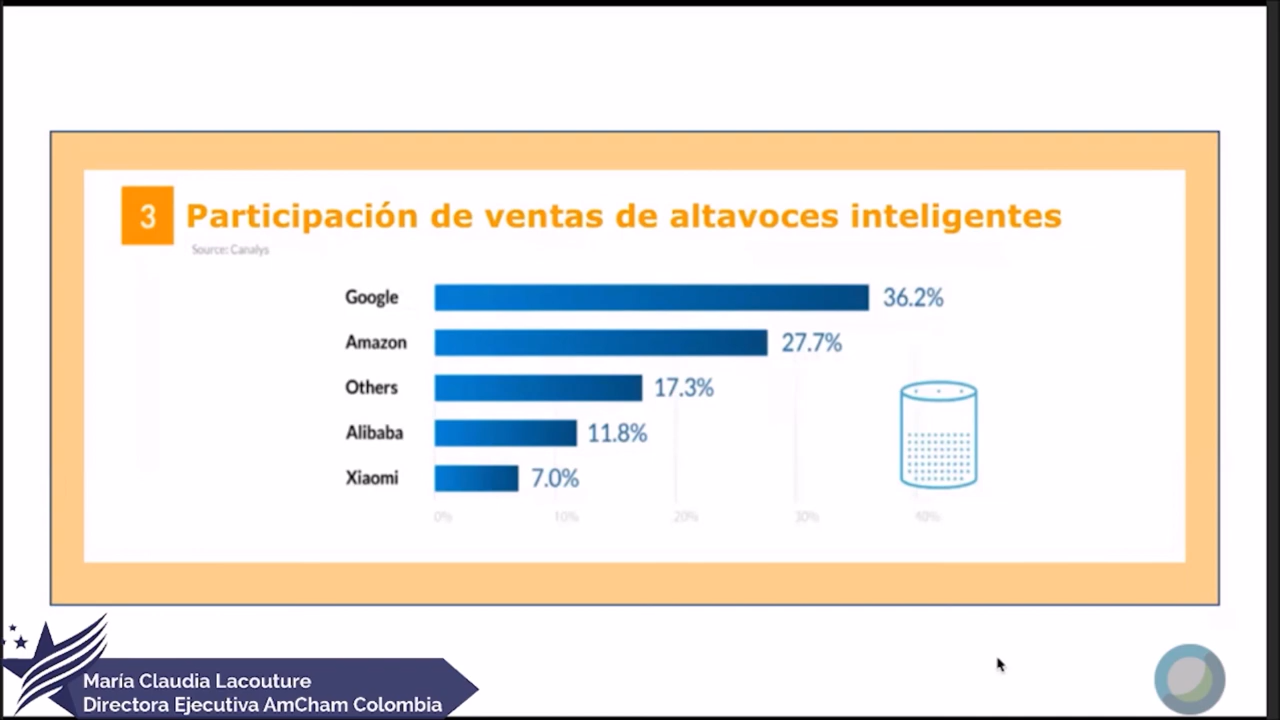 3 Participación de ventas de altavoces inteligentes
Source: Canalys
Google 36.2%
Amazon 27.7%
Others 17.3%
Alibaba 11.8%
Xiaomi 7.0%
0% 10% 20% 30% 40%
María Claudia Lacouture
Directora Ejecutiva AmCham Colombia